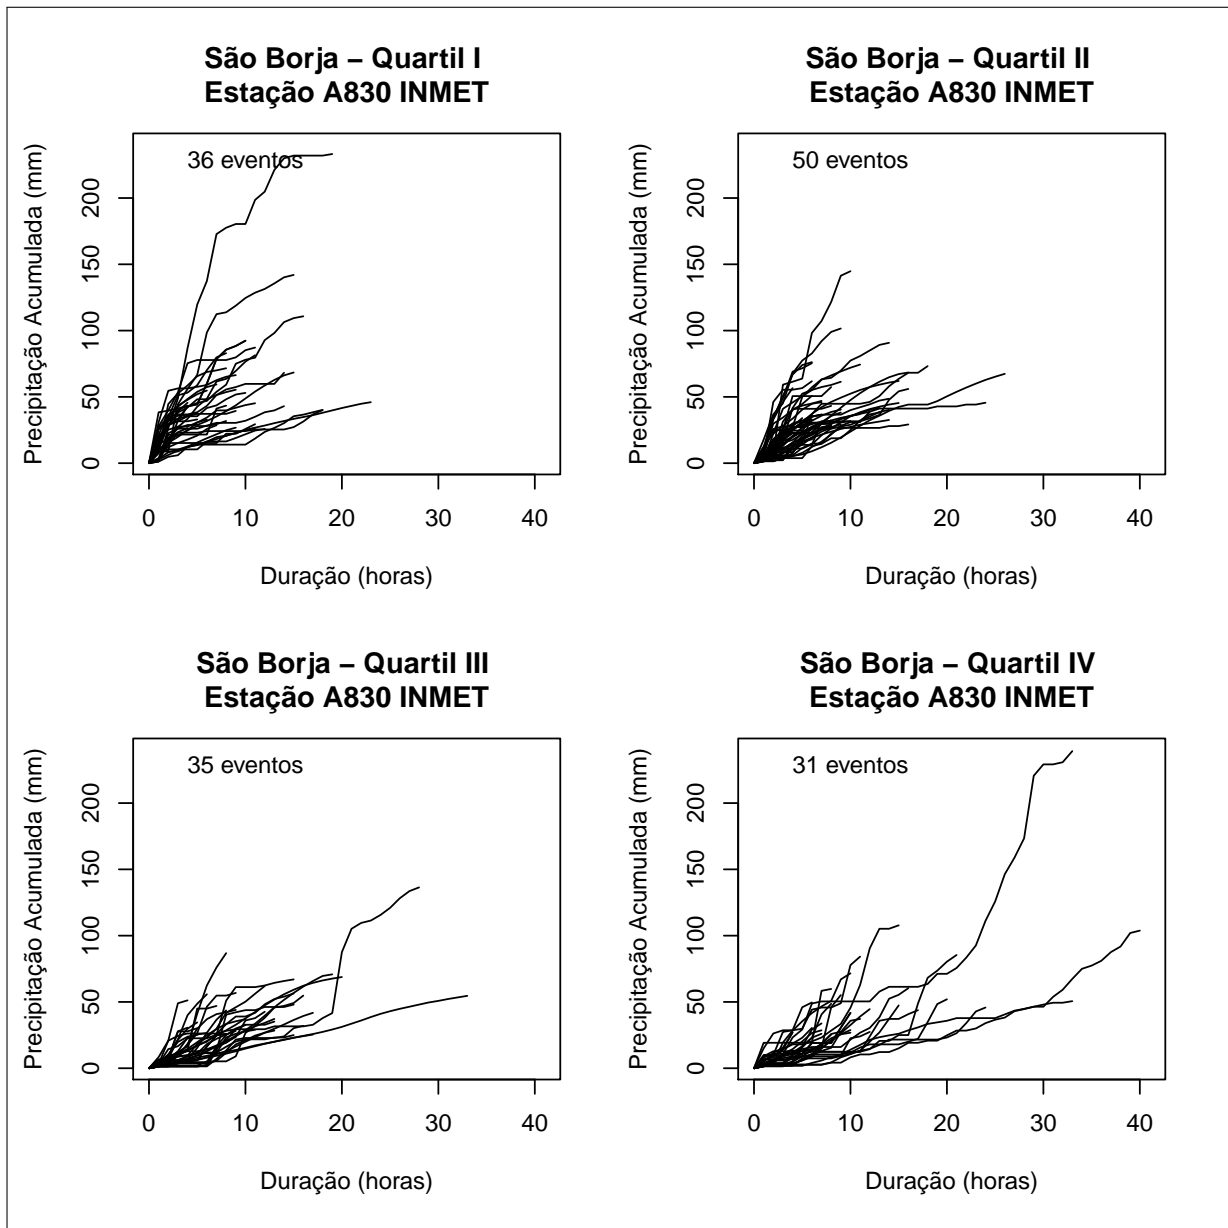 São Borja – Quartil I
Estação A830 INMET
36 eventos
Precipitação Acumulada (mm)
0 50 100 150 200
0 10 20 30 40
Duração (horas)
São Borja – Quartil II
Estação A830 INMET
50 eventos
Precipitação Acumulada (mm)
0 50 100 150 200
0 10 20 30 40
Duração (horas)
São Borja – Quartil III
Estação A830 INMET
35 eventos
Precipitação Acumulada (mm)
0 50 100 150 200
0 10 20 30 40
Duração (horas)
São Borja – Quartil IV
Estação A830 INMET
31 eventos
Precipitação Acumulada (mm)
0 50 100 150 200
0 10 20 30 40
Duração (horas)